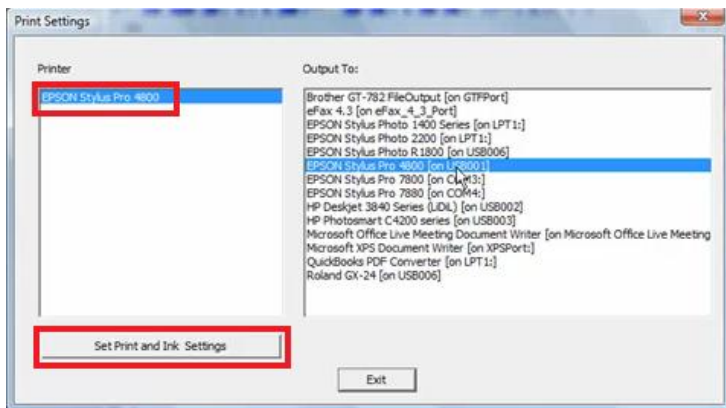 Print Settings
Printer
EPSON Stylus Pro 4800
Output To:
Brother GT-782 FileOutput [on GTFPort]
eFax 4.3 [on eFax_4_3_Port]
EPSON Stylus Photo 1400 Series [on LPT1:]
EPSON Stylus Photo 2200 [on LPT1:]
EPSON Stylus Photo R1800 [on USB006]
EPSON Stylus Pro 4800 [on USB001]
EPSON Stylus Pro 7800 [on COM3:]
EPSON Stylus Pro 7880 [on COM4:]
HP Deskjet 3840 Series (LIDIL) [on USB002]
HP Photosmart C4200 series [on USB003]
Microsoft Office Live Meeting Document Writer [on Microsoft Office Live Meeting
Microsoft XPS Document Writer [on XPSPort:]
QuickBooks PDF Converter [on LPT1:]
Roland GX-24 [on USB006]
Set Print and Ink Settings
Exit